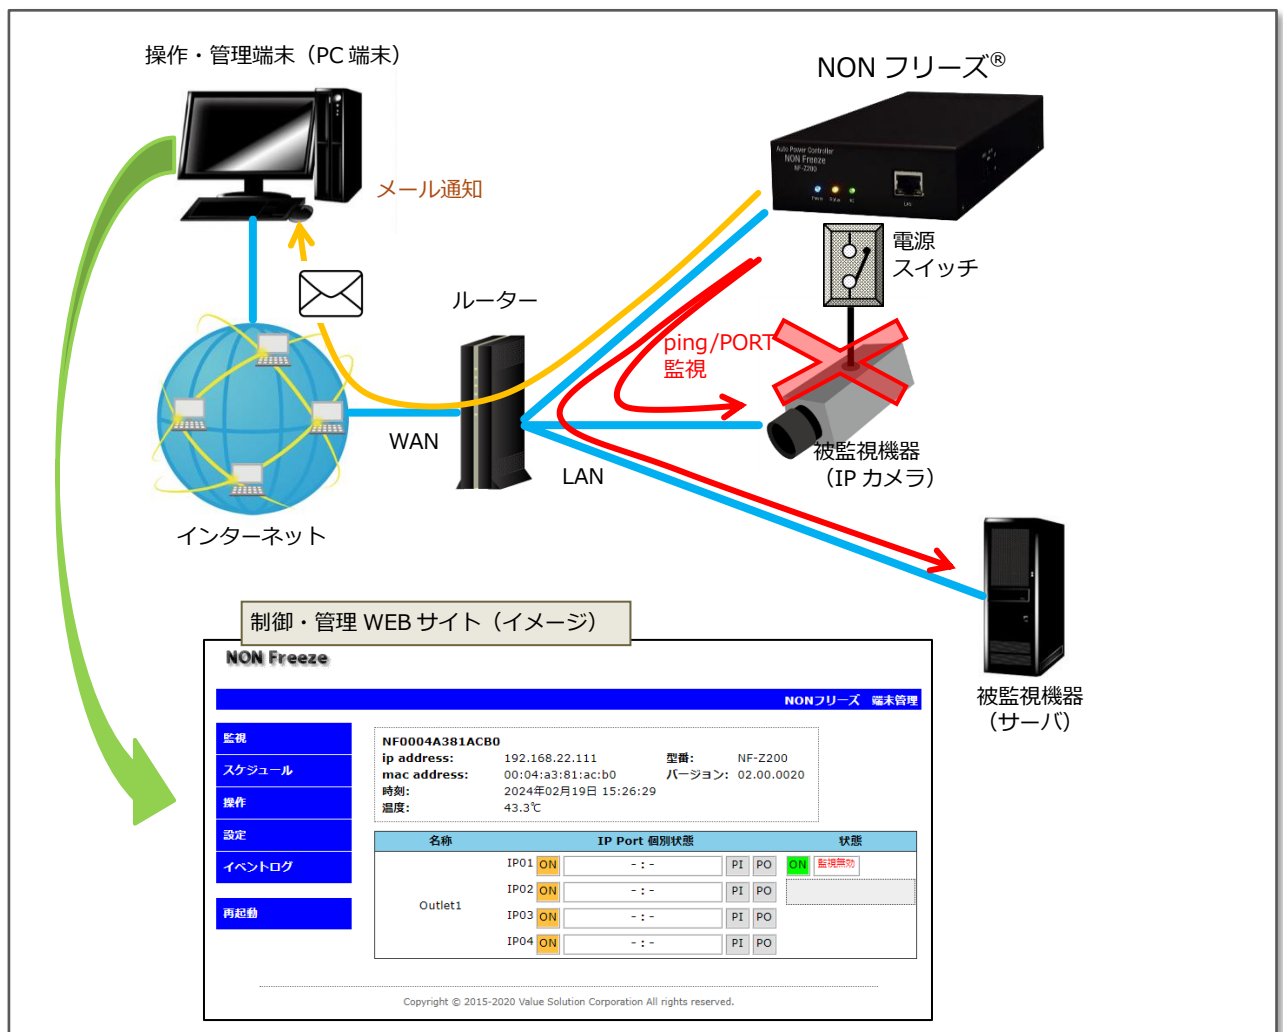 操作・管理端末（PC 端末）
NON フリーズ®
Auto Power Controller
NON Freeze
NF-Z200
Power Status AC
LAN
メール通知
電源
スイッチ
ルーター
ping/PORT
監視
WAN
LAN
被監視機器
（IP カメラ）
インターネット
被監視機器
（サーバ）
制御・管理 WEB サイト（イメージ）
NON Freeze
NONフリーズ 端末管理
監視
スケジュール
操作
設定
イベントログ
再起動
NF0004A381ACB0
ip address: 192.168.22.111 型番: NF-Z200
mac address: 00:04:a3:81:ac:b0 バージョン: 02.00.0020
時刻: 2024年02月19日 15:26:29
温度: 43.3℃
名称 IP Port 個別状態 状態
IP01 ON -:- PI PO ON 監視無効
IP02 ON -:- PI PO
Outlet1
IP03 ON -:- PI PO
IP04 ON -:- PI PO
Copyright © 2015-2020 Value Solution Corporation All rights reserved.